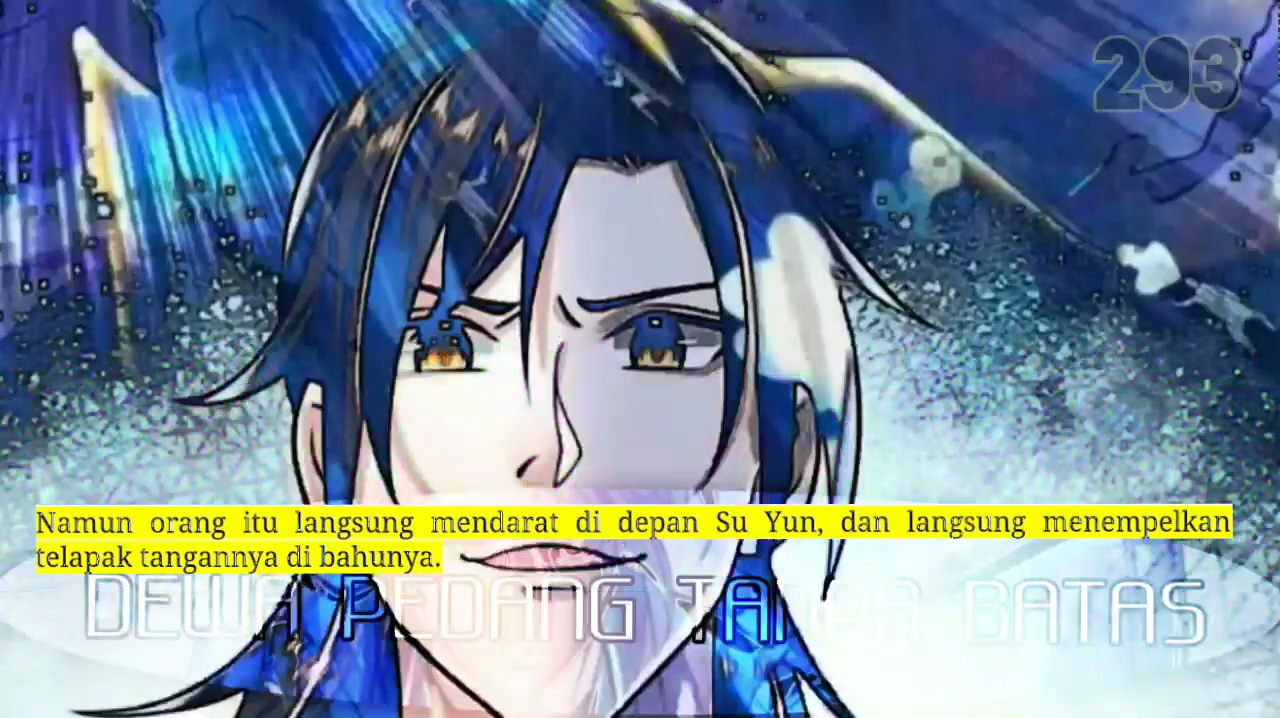 293
Namun orang itu langsung mendarat di depan Su Yun, dan langsung menempelkan
telapak tangannya di bahunya.
DEWA PEDANG TANPA BATAS